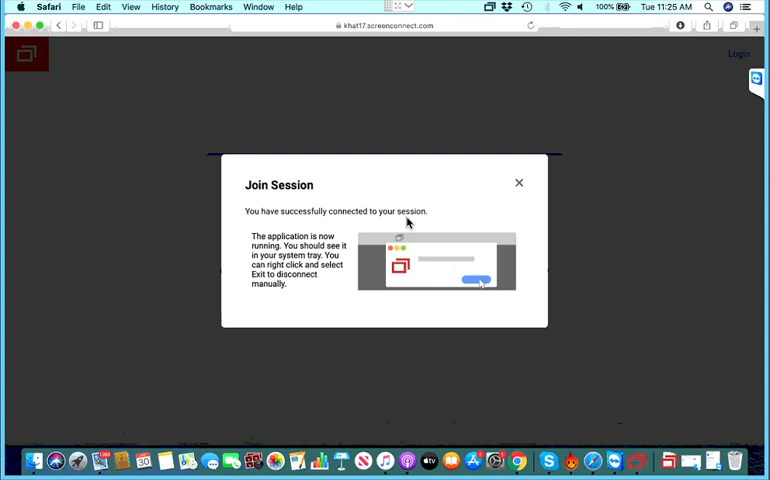 Safari File Edit View History Bookmarks Window Help 100% Tue 11:25 AM
khat17.screenconnect.com
Login
Join Session
You have successfully connected to your session.
The application is now
running. You should see it
in your system tray. You
can right click and select
Exit to disconnect
manually.